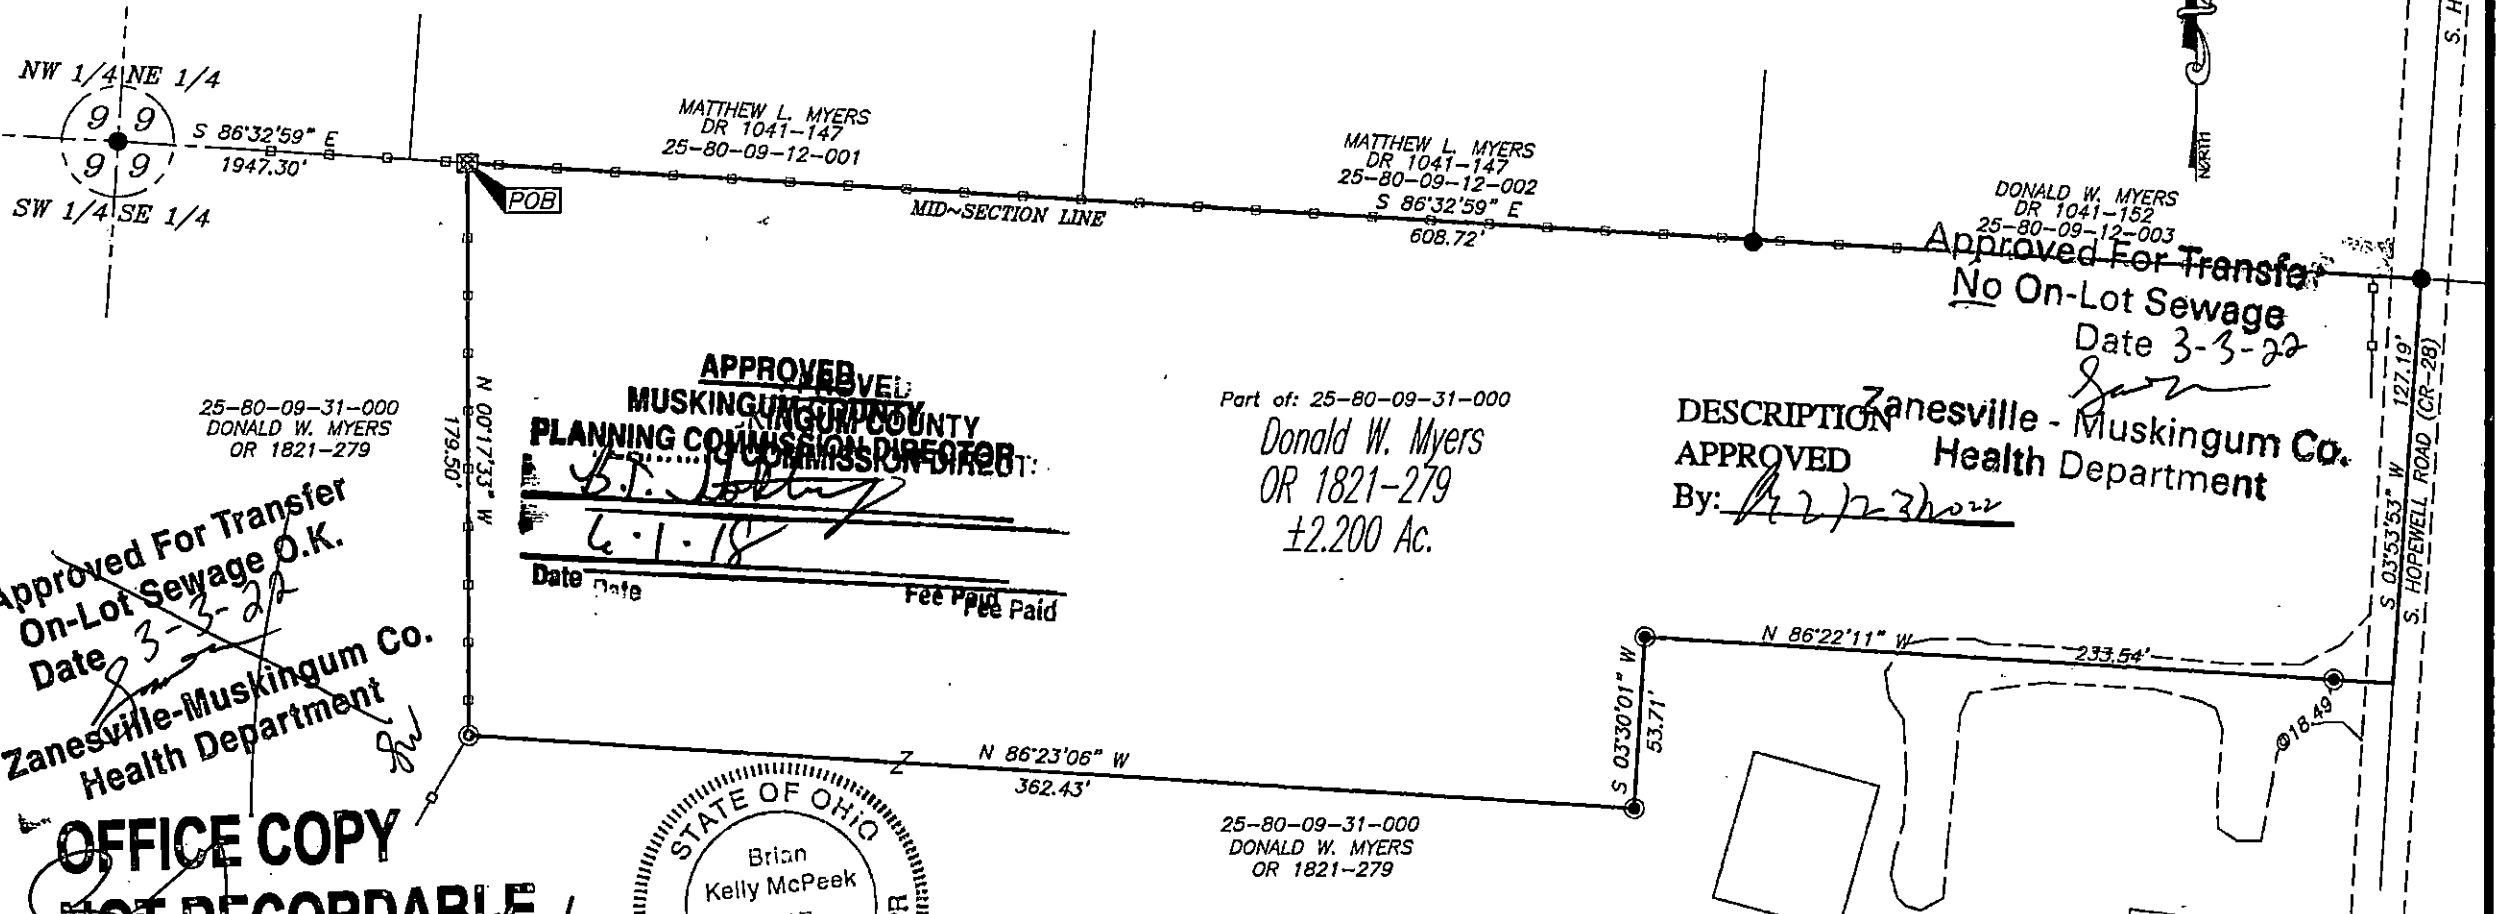 NW 1/4 NE 1/4
9 9
9 9
SW 1/4 SE 1/4
S 86°32'59" E
1947.30'
POB
MATTHEW L. MYERS
DR 1041-147
25-80-09-12-001
MID~SECTION LINE
MATTHEW L. MYERS
DR 1041-147
25-80-09-12-002
S 86°32'59" E
608.72'
NORTH
DONALD W. MYERS
DR 1041-152
25-80-09-12-003
Approved For Transfer
No On-Lot Sewage
Date 3-3-22
Zanesville - Muskingum Co.
Health Department
DESCRIPTION
APPROVED
By:
S. H
S 03°53'53" W 127.19'
S. HOPEWELL ROAD (CR-28)
25-80-09-31-000
DONALD W. MYERS
OR 1821-279
N 00°17'33" W
179.50'
APPROVED
MUSKINGUM COUNTY
PLANNING COMMISSION DIRECTOR
Date Date
Fee Paid Fee Paid
Part of: 25-80-09-31-000
Donald W. Myers
OR 1821-279
±2.200 Ac.
Approved For Transfer
On-Lot Sewage O.K.
Date 3-3-22
Zanesville-Muskingum Co.
Health Department
N 86°22'11" W
233.54'
S 03°30'01" W
53.71'
@18.49'
N 86°23'06" W
362.43'
25-80-09-31-000
DONALD W. MYERS
OR 1821-279
OFFICE COPY
NOT RECORDABLE
STATE OF OHIO
Brian
Kelly McPeek